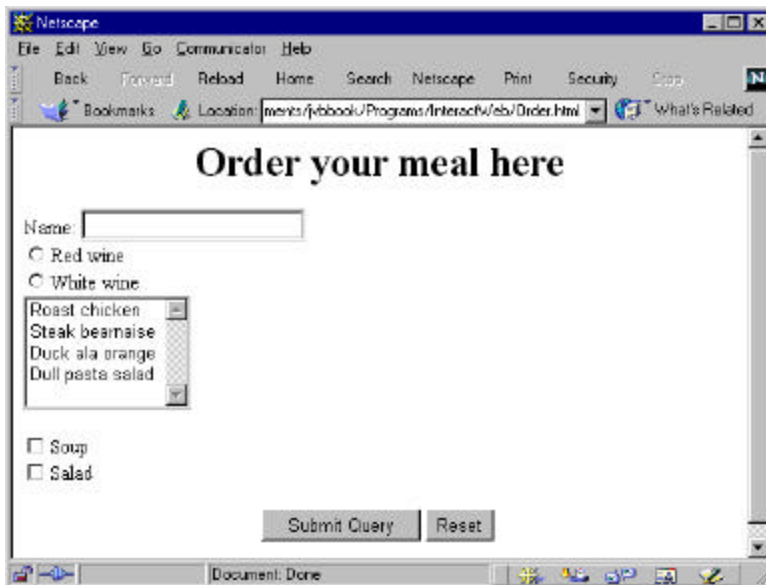 Netscape
File Edit View Go Communicator Help
Back Forward Reload Home Search Netscape Print Security Stop N
Bookmarks Location: ments/jvbbook/Programs/InteractWeb/Order.html What's Related
Order your meal here
Name:
Red wine
White wine
Roast chicken
Steak bearnaise
Duck ala orange
Dull pasta salad
Soup
Salad
Submit Query Reset
Document: Done